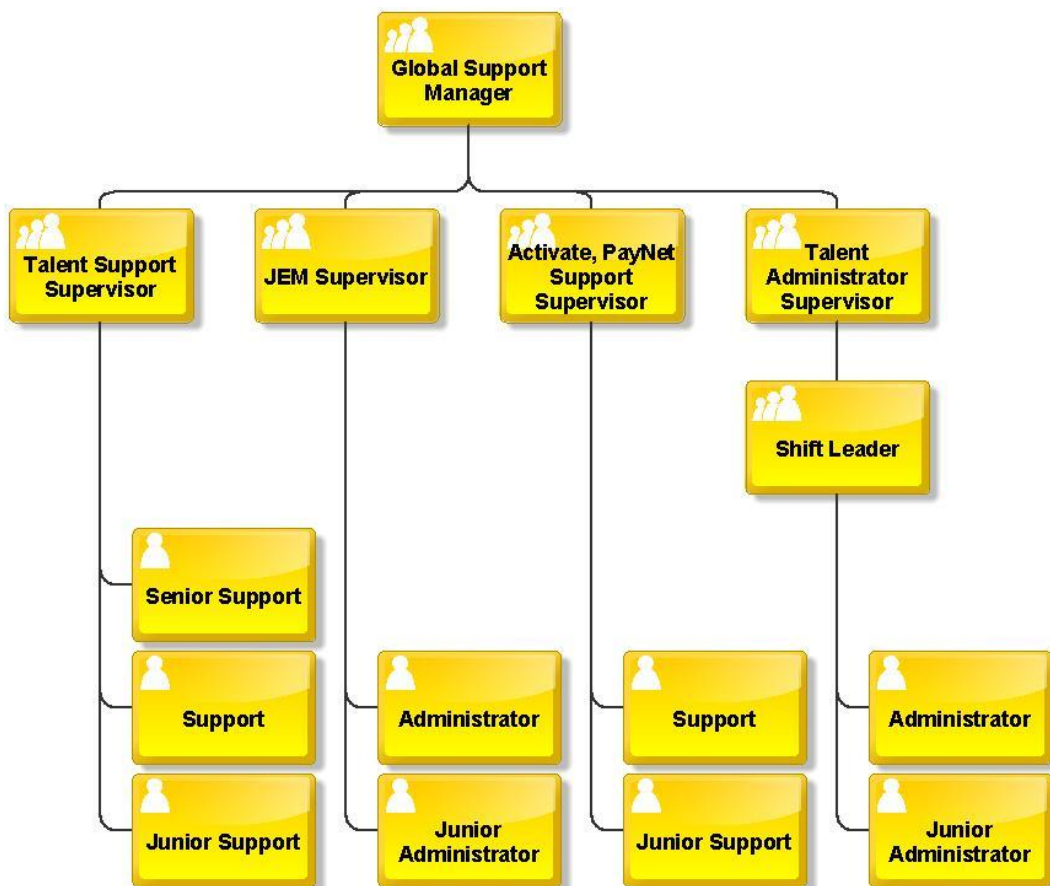 Global Support
Manager
Talent Support
Supervisor
JEM Supervisor
Activate, PayNet
Support
Supervisor
Talent
Administrator
Supervisor
Shift Leader
Senior Support
Support
Administrator
Support
Administrator
Junior Support
Junior
Administrator
Junior Support
Junior
Administrator